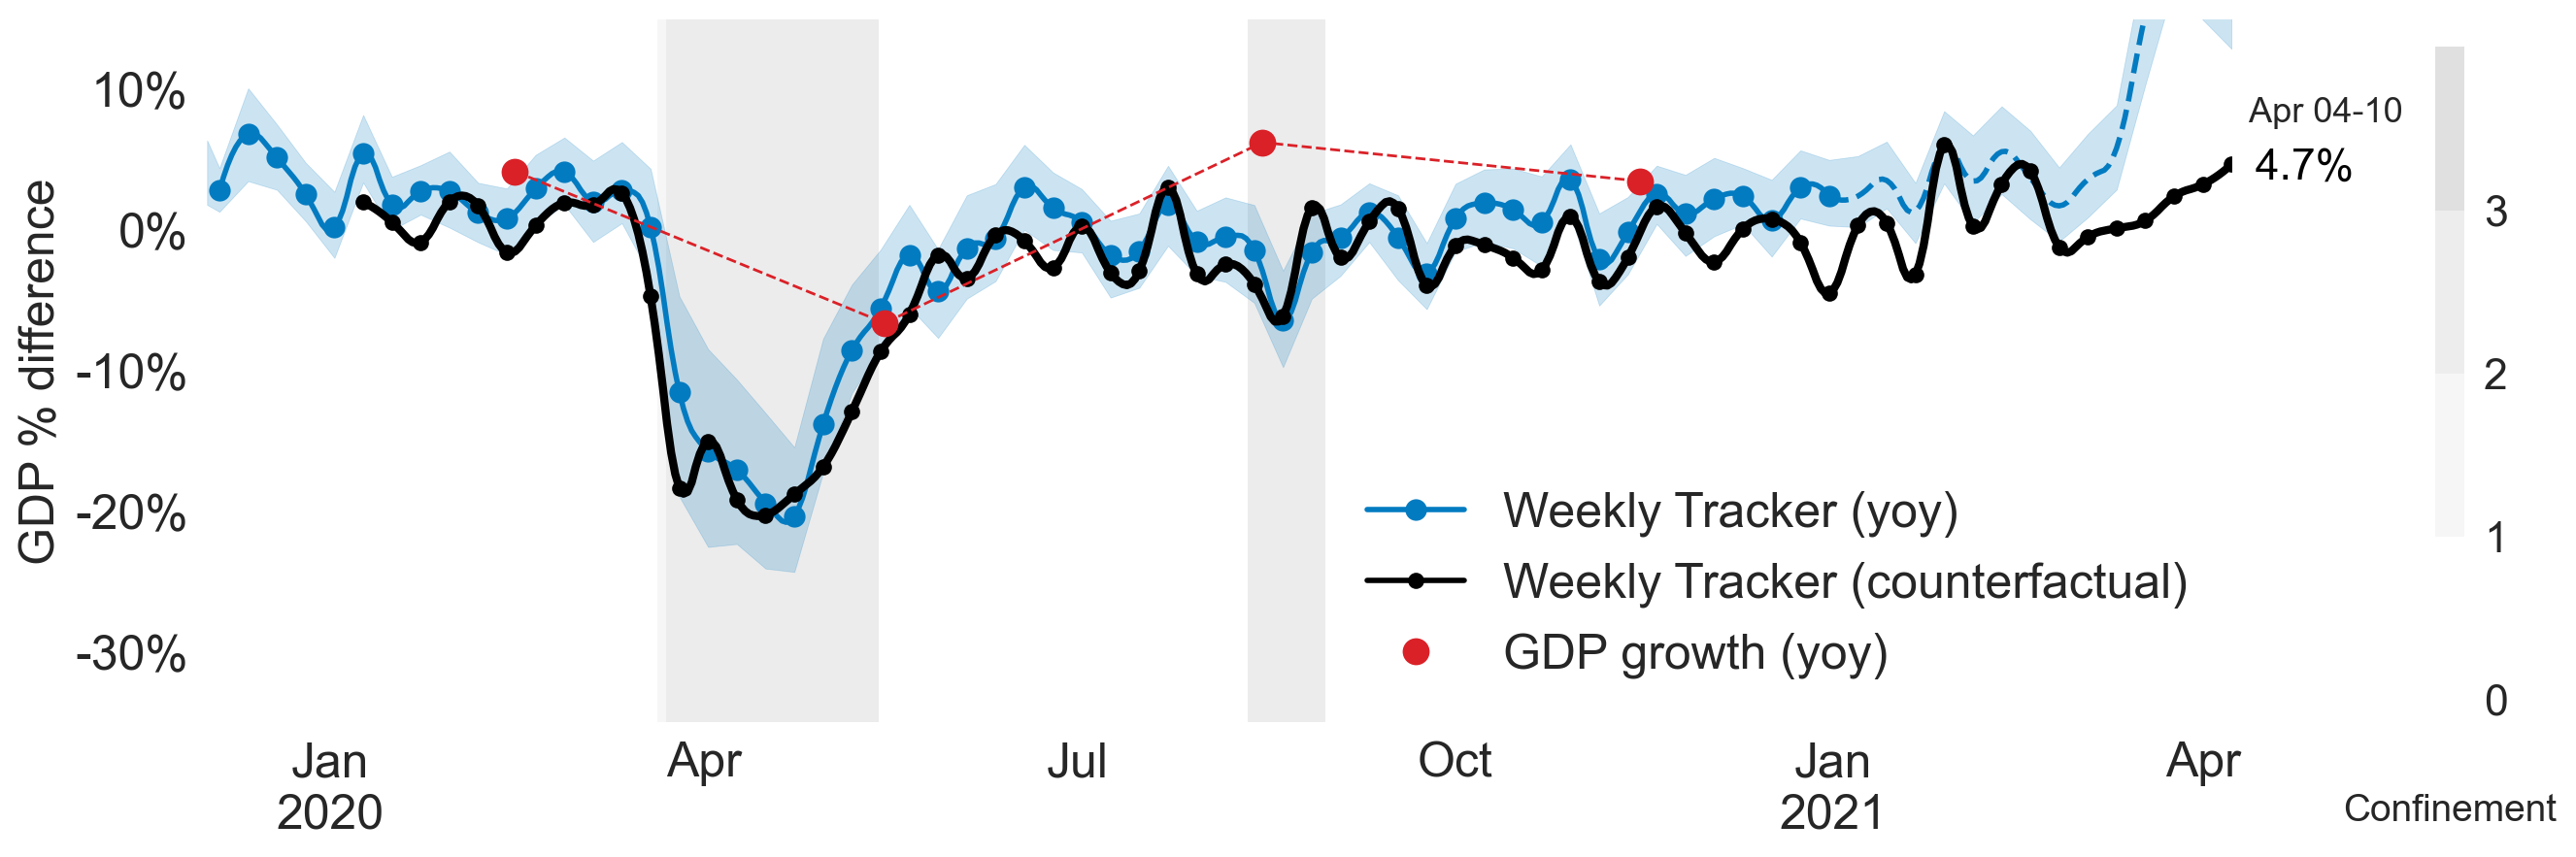 GDP % difference
10%
0%
-10%
-20%
-30%
Jan
2020
Apr
Jul
Oct
Jan
2021
Apr
Weekly Tracker (yoy)
Weekly Tracker (counterfactual)
GDP growth (yoy)
Apr 04-10
4.7%
3
2
1
0
Confinement